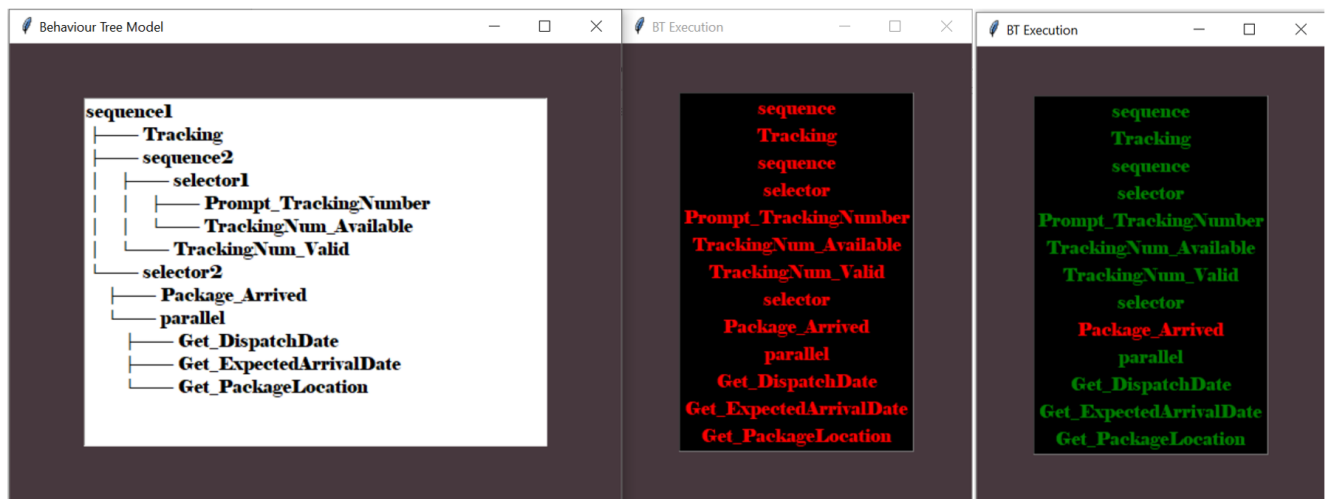 Behaviour Tree Model
sequence1
Tracking
sequence2
selector1
Prompt_TrackingNumber
TrackingNum_Available
TrackingNum_Valid
selector2
Package_Arrived
parallel
Get_DispatchDate
Get_ExpectedArrivalDate
Get_PackageLocation
BT Execution
sequence
Tracking
sequence
selector
Prompt_TrackingNumber
TrackingNum_Available
TrackingNum_Valid
selector
Package_Arrived
parallel
Get_DispatchDate
Get_ExpectedArrivalDate
Get_PackageLocation
BT Execution
sequence
Tracking
sequence
selector
Prompt_TrackingNumber
TrackingNum_Available
TrackingNum_Valid
selector
Package_Arrived
parallel
Get_DispatchDate
Get_ExpectedArrivalDate
Get_PackageLocation